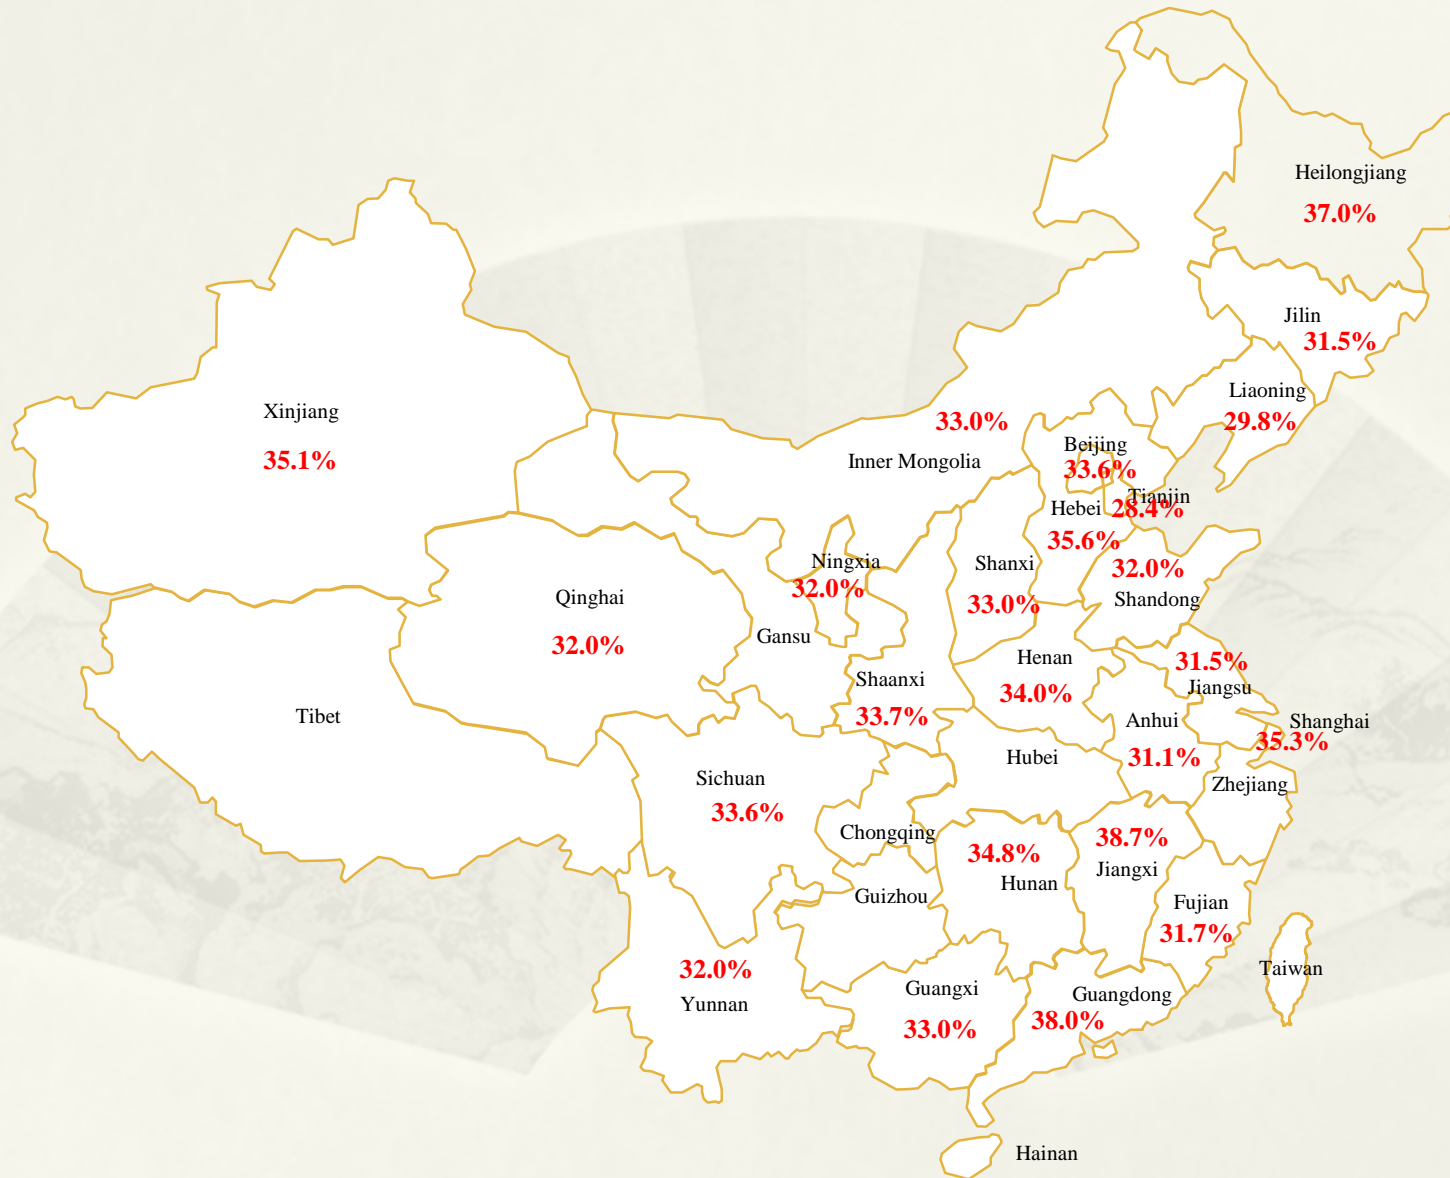 Heilongjiang
37.0%
Jilin
31.5%
Liaoning
29.8%
Xinjiang
35.1%
33.0%
Inner Mongolia
Beijing
33.6%
Tianjin
28.4%
Hebei
35.6%
Ningxia
32.0%
Shanxi
33.0%
32.0%
Shandong
Qinghai
32.0%
Gansu
Shaanxi
33.7%
Henan
34.0%
31.5%
Jiangsu
Tibet
Anhui
31.1%
Shanghai
35.3%
Hubei
Zhejiang
Sichuan
33.6%
Chongqing
34.8%
Hunan
38.7%
Jiangxi
Guizhou
Fujian
31.7%
32.0%
Yunnan
Guangxi
33.0%
Guangdong
38.0%
Taiwan
Hainan